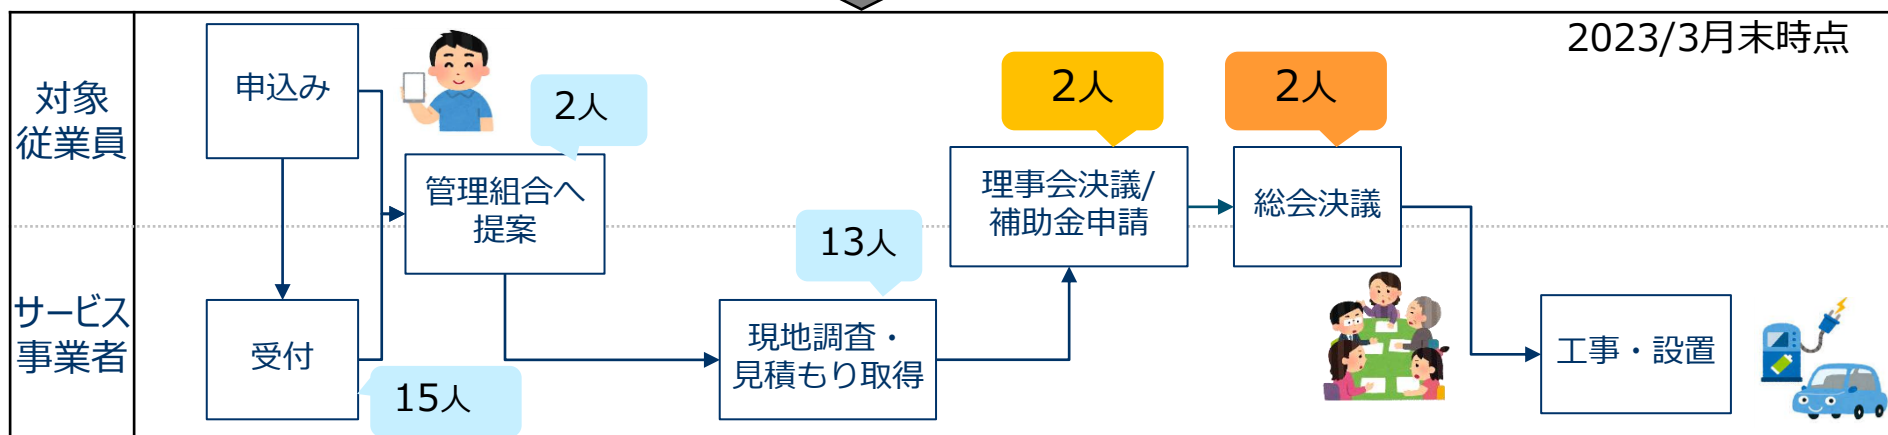 2023/3月末時点
対象
従業員
申込み
2人
管理組合へ
提案
2人
理事会決議/
補助金申請
2人
総会決議
サービス
事業者
受付
15人
13人
現地調査・
見積もり取得
工事・設置